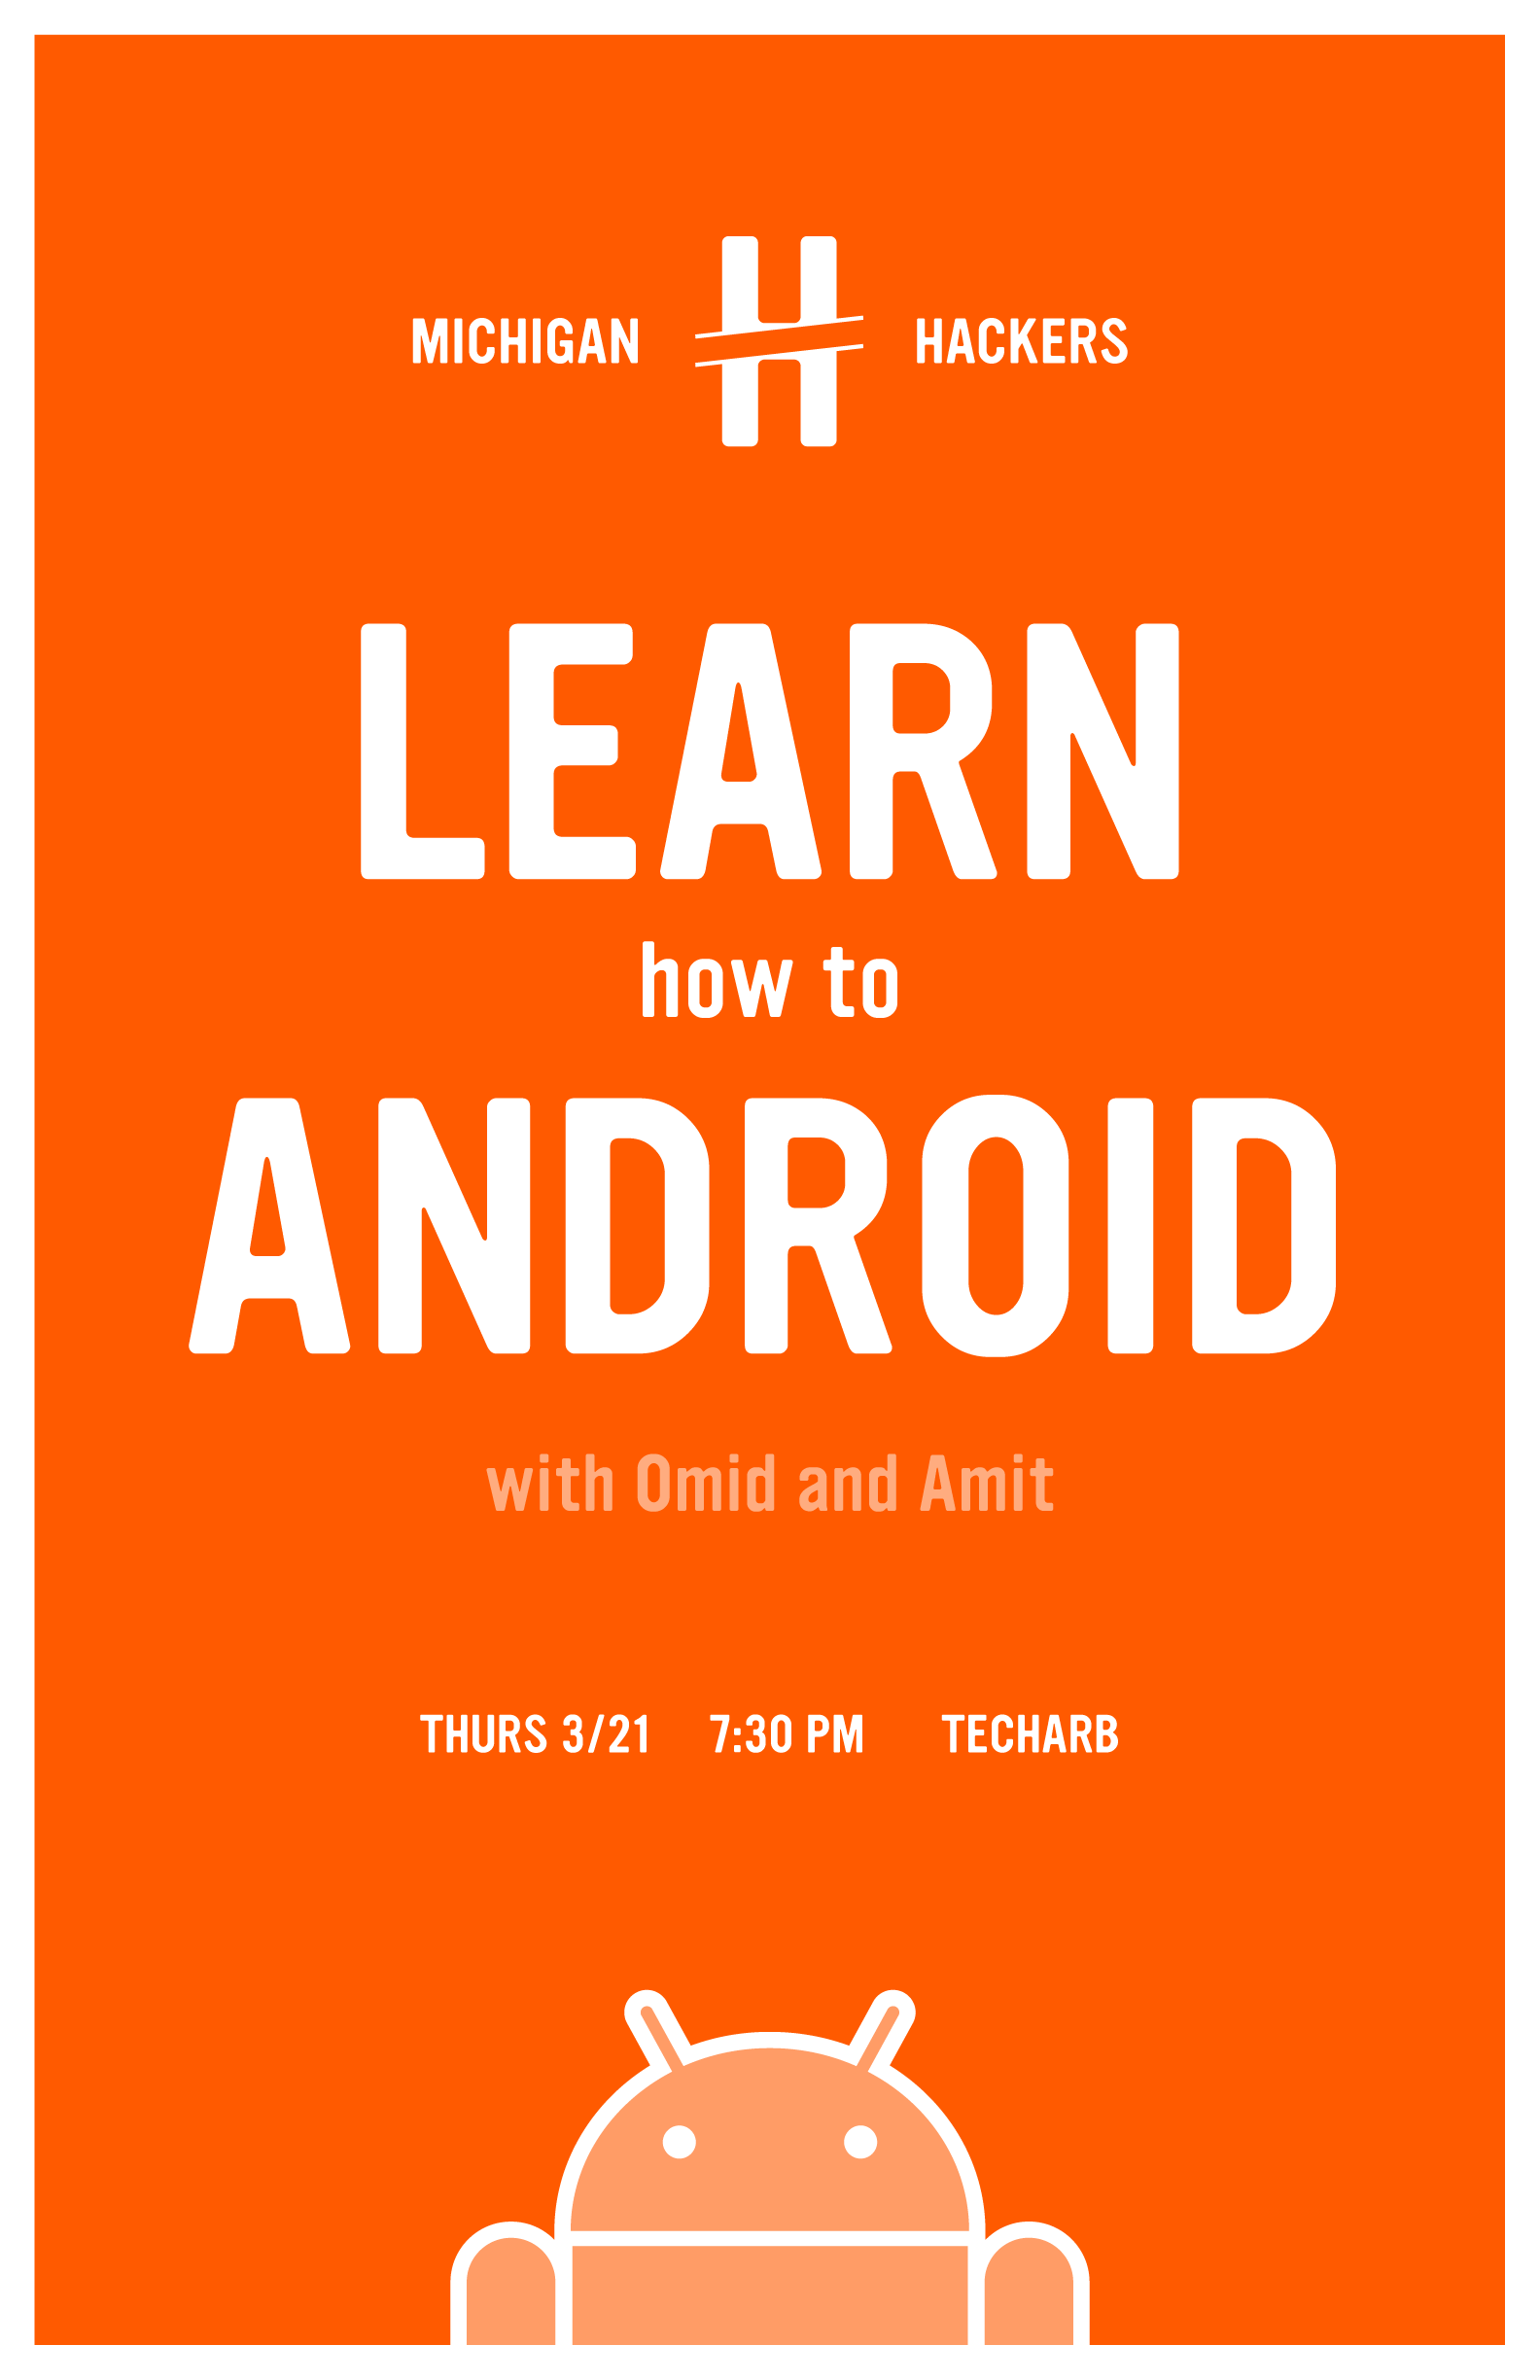 MICHIGAN H HACKERS
LEARN
how to
ANDROID
with Omid and Amit
THURS 3/21 7:30 PM TECHARB